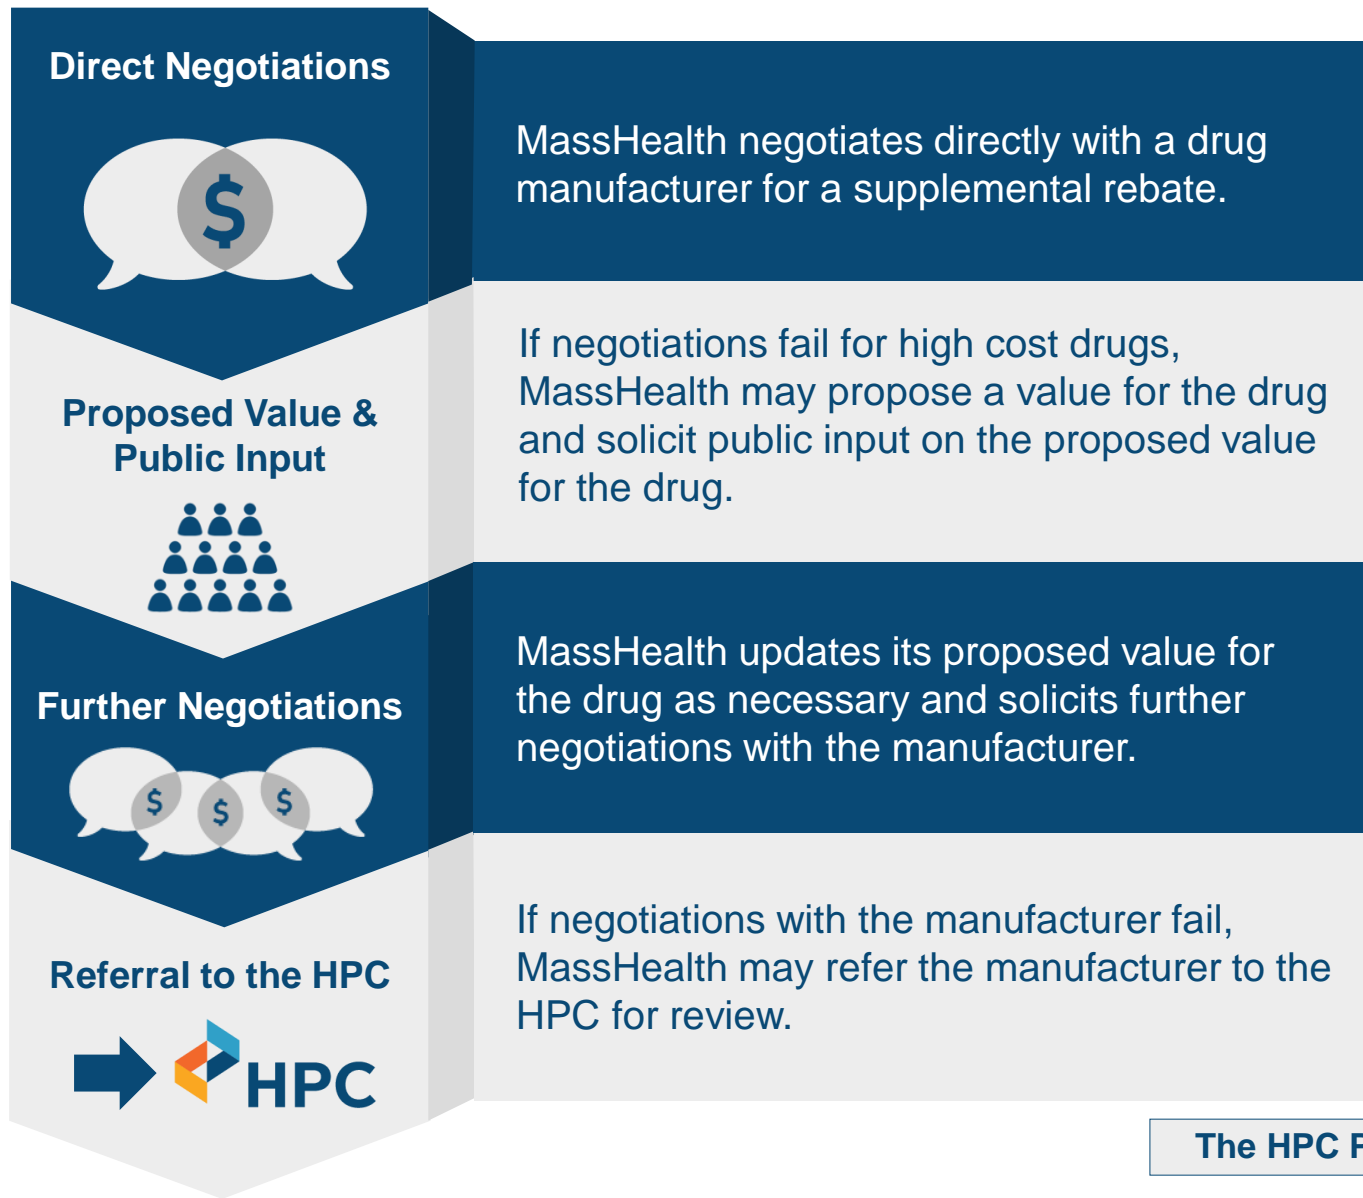 Direct Negotiations
$
MassHealth negotiates directly with a drug
manufacturer for a supplemental rebate.
Proposed Value &
Public Input
If negotiations fail for high cost drugs,
MassHealth may propose a value for the drug
and solicit public input on the proposed value
for the drug.
Further Negotiations
$ $ $
MassHealth updates its proposed value for
the drug as necessary and solicits further
negotiations with the manufacturer.
Referral to the HPC
HPC
If negotiations with the manufacturer fail,
MassHealth may refer the manufacturer to the
HPC for review.
The HPC